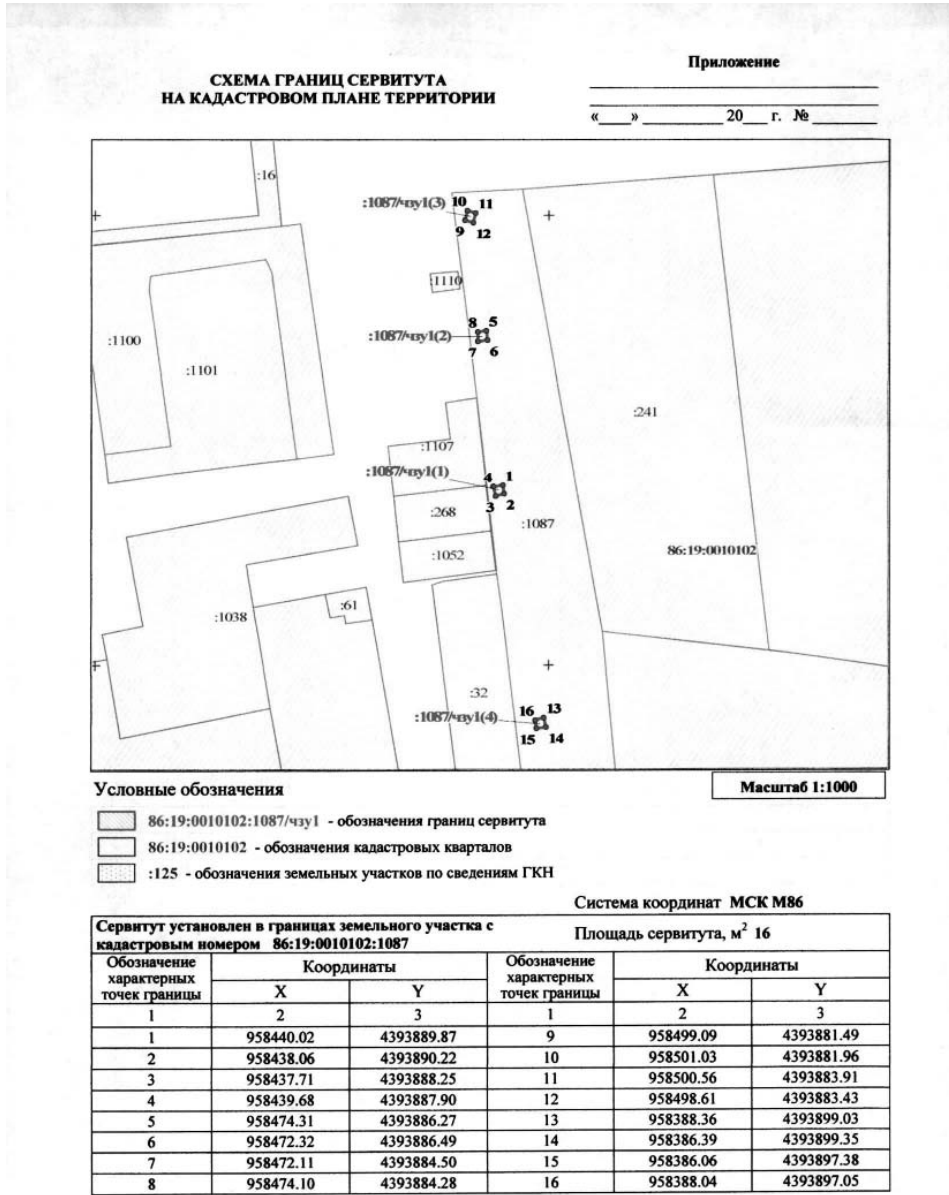 Приложение
СХЕМА ГРАНИЦ СЕРВИТУТА
НА КАДАСТРОВОМ ПЛАНЕ ТЕРРИТОРИИ
«____» __________ 20___ г. № ________
:16
:1087/чзу1(3)
10 11
9 12
:1110
:1100
:1101
:1087/чзу1(2)
8 5
7 6
:241
:1107
:1087/чзу1(1)
4 1
3 2
:268
:1087
:1052
86:19:0010102
:61
:1038
:32
:1087/чзу1(4)
16 13
15 14
Условные обозначения
Масштаб 1:1000
86:19:0010102:1087/чзу1 - обозначения границ сервитута
86:19:0010102 - обозначения кадастровых кварталов
:125 - обозначения земельных участков по сведениям ГКН
Система координат МСК М86
Сервитут установлен в границах земельного участка с
кадастровым номером 86:19:0010102:1087
Площадь сервитута, м² 16
Обозначение характерных точек границы Координаты Обозначение характерных точек границы Координаты
X Y X Y
1 2 3 1 2 3
1 958440.02 4393889.87 9 958499.09 4393881.49
2 958438.06 4393890.22 10 958501.03 4393881.96
3 958437.71 4393888.25 11 958500.56 4393883.91
4 958439.68 4393887.90 12 958498.61 4393883.43
5 958474.31 4393886.27 13 958388.36 4393899.03
6 958472.32 4393886.49 14 958386.39 4393899.35
7 958472.11 4393884.50 15 958386.06 4393897.38
8 958474.10 4393884.28 16 958388.04 4393897.05